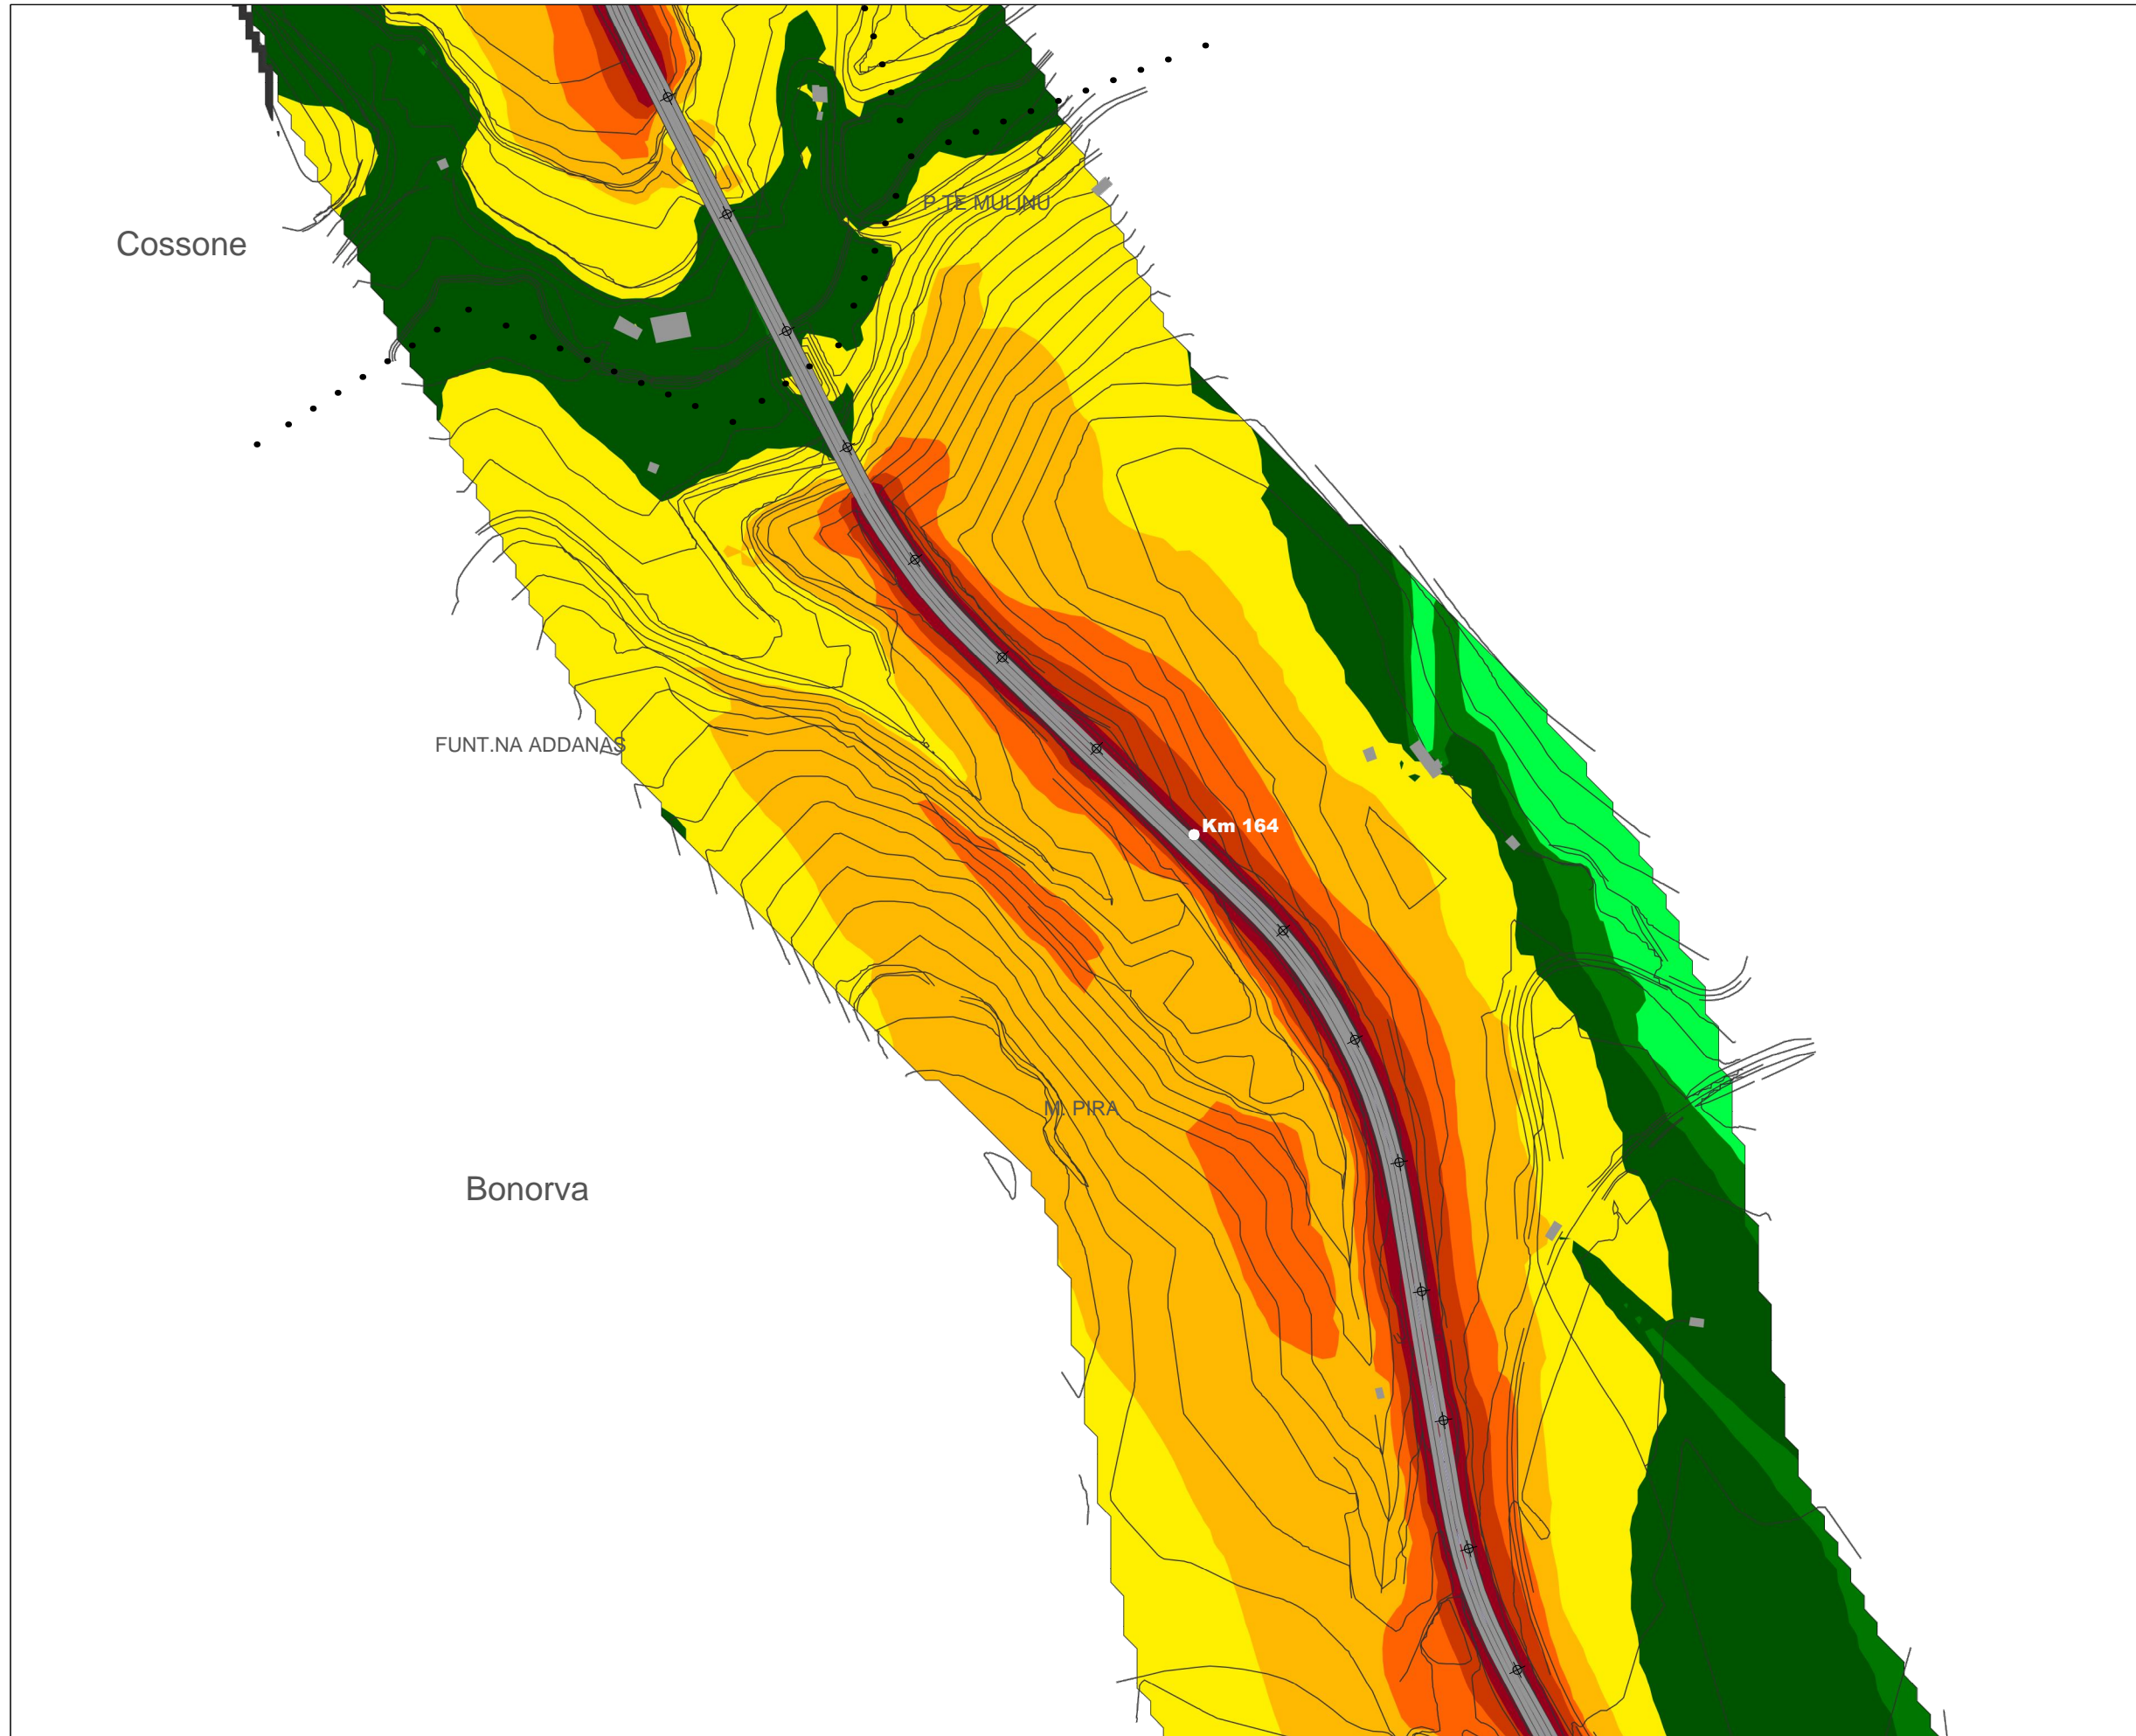 P.TE MULINU
Cossone
FUNT.NA ADDANAS
Km 164
M. PIRA
Bonorva